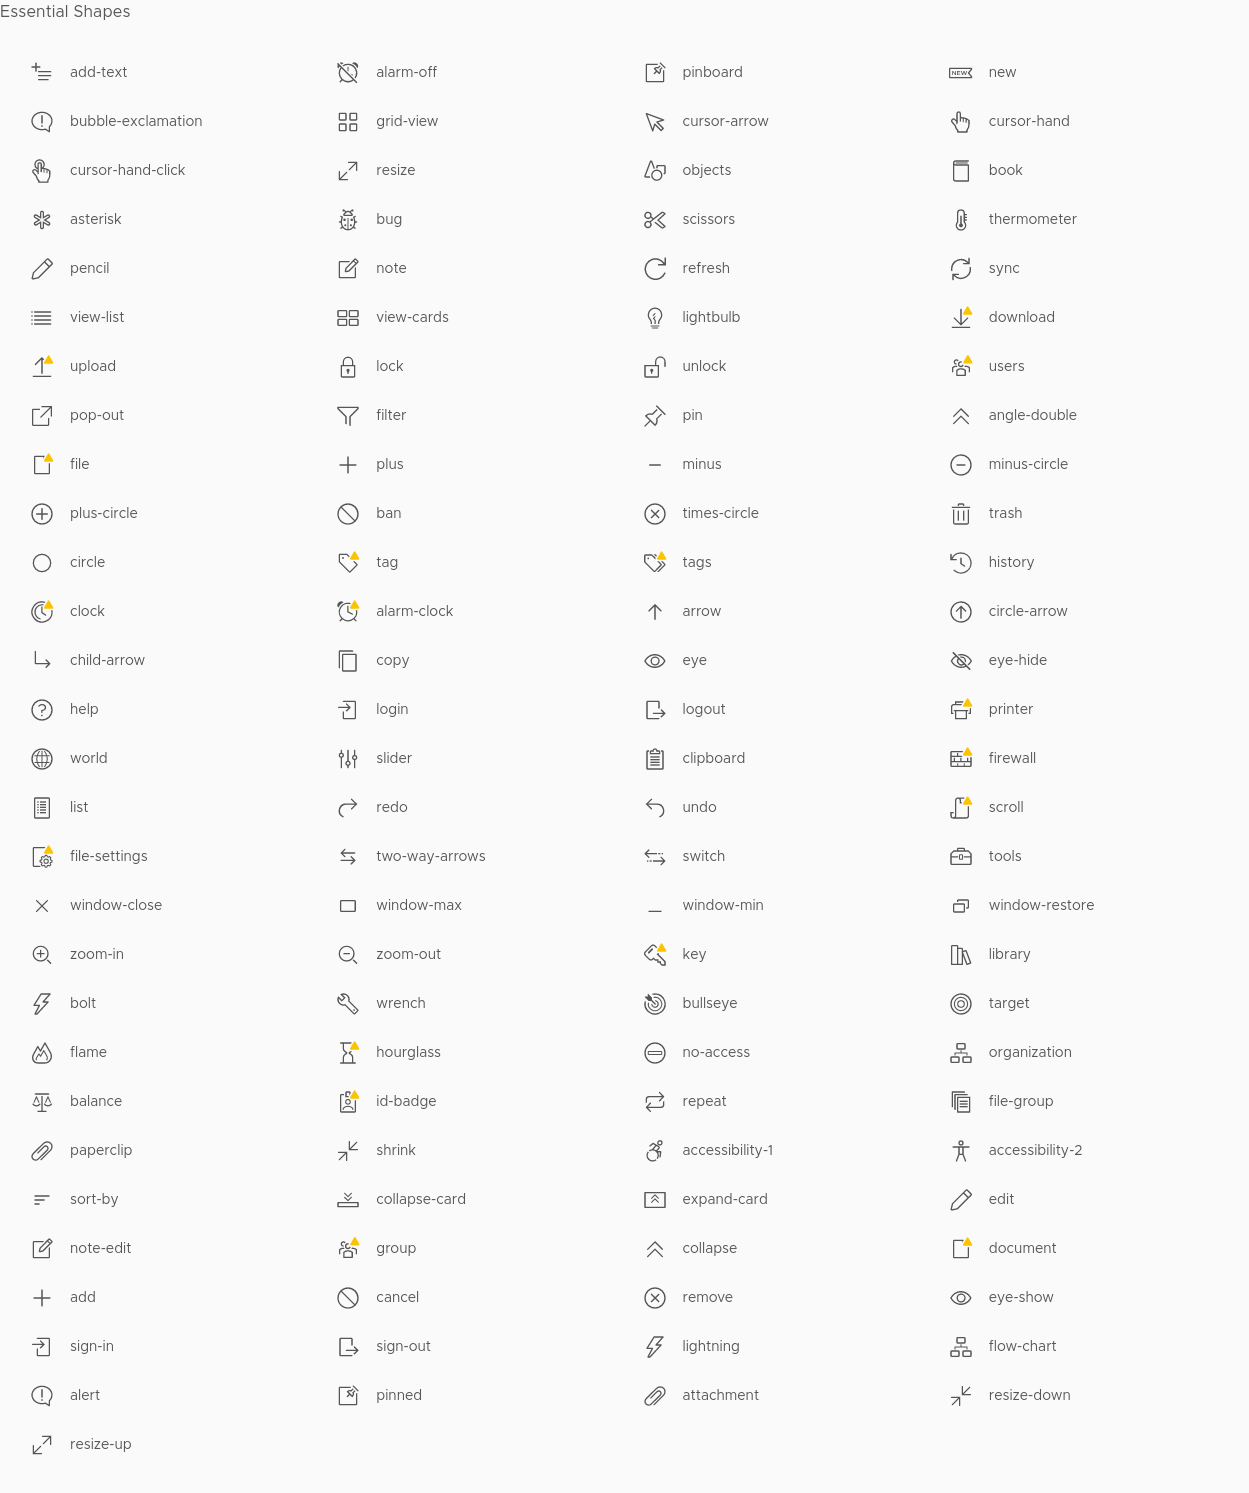 Essential Shapes
add-text alarm-off pinboard NEW new
bubble-exclamation grid-view cursor-arrow cursor-hand
cursor-hand-click resize objects book
asterisk bug scissors thermometer
pencil note refresh sync
view-list view-cards lightbulb download
upload lock unlock users
pop-out filter pin angle-double
file plus minus minus-circle
plus-circle ban times-circle trash
circle tag tags history
clock alarm-clock arrow circle-arrow
child-arrow copy eye eye-hide
help login logout printer
world slider clipboard firewall
list redo undo scroll
file-settings two-way-arrows switch tools
window-close window-max window-min window-restore
zoom-in zoom-out key library
bolt wrench bullseye target
flame hourglass no-access organization
balance id-badge repeat file-group
paperclip shrink accessibility-1 accessibility-2
sort-by collapse-card expand-card edit
note-edit group collapse document
add cancel remove eye-show
sign-in sign-out lightning flow-chart
alert pinned attachment resize-down
resize-up